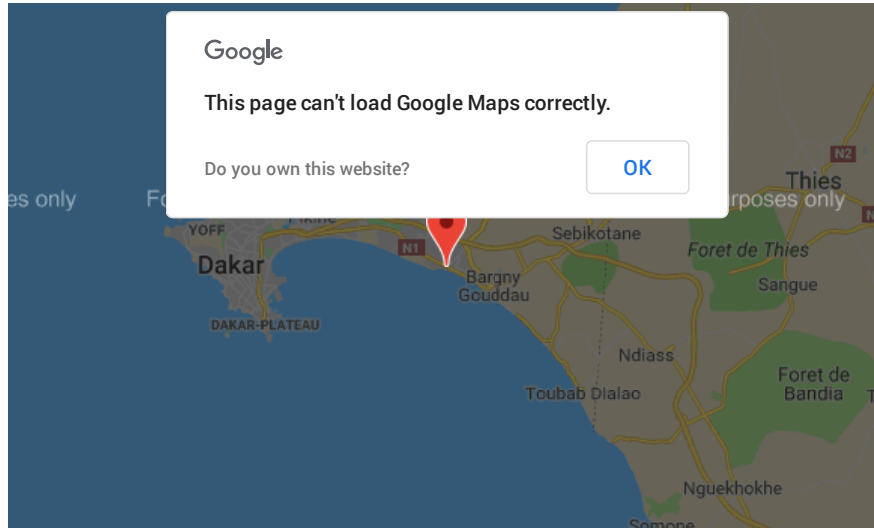 Google
This page can't load Google Maps correctly.
Do you own this website?
OK
N2
Thies
es only
rposes only
YOFF
Sebikotane
N1
Foret de Thies
Dakar
Bargny
Gouddau
Sangue
DAKAR-PLATEAU
Ndiass
Foret de
Bandia
Toubab Dialao
Nguekhokhe
Somone